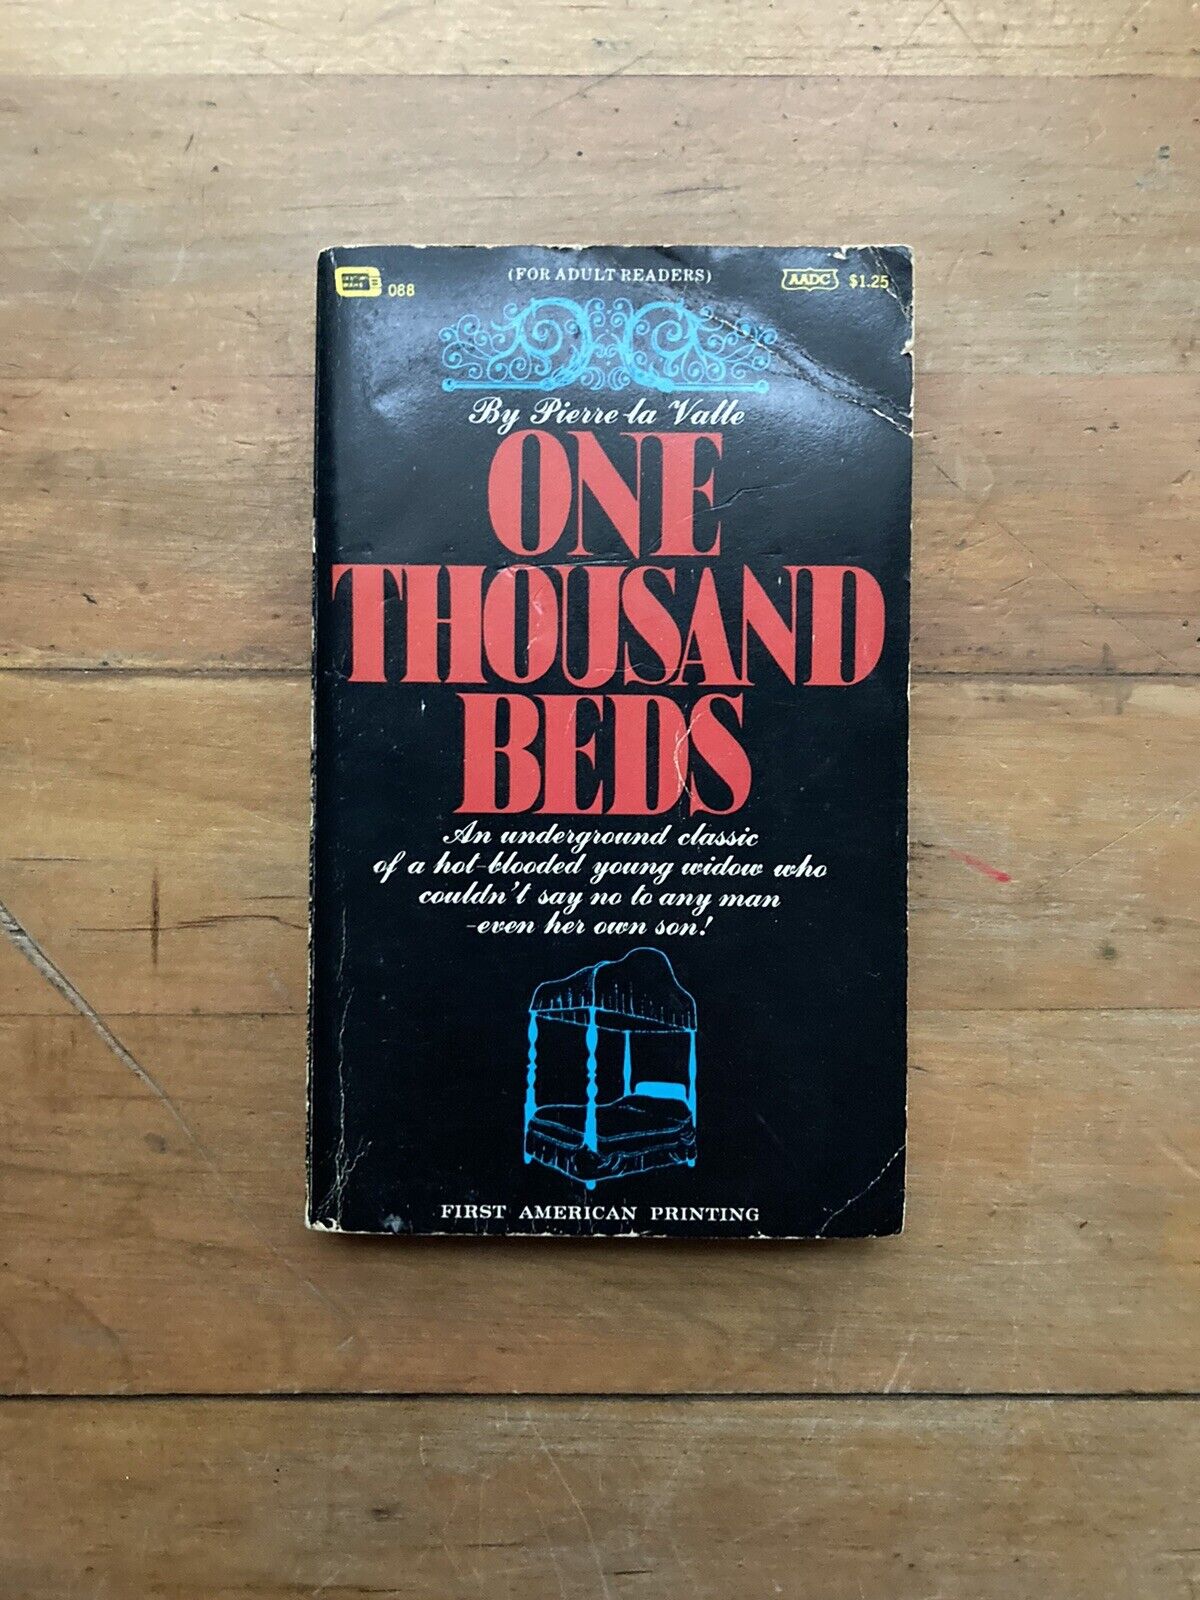 088
(FOR ADULT READERS)
AADC $1.25
By Pierre la Valle
ONE
THOUSAND
BEDS
An underground classic
of a hot-blooded young widow who
couldn't say no to any man
-even her own son!
FIRST AMERICAN PRINTING